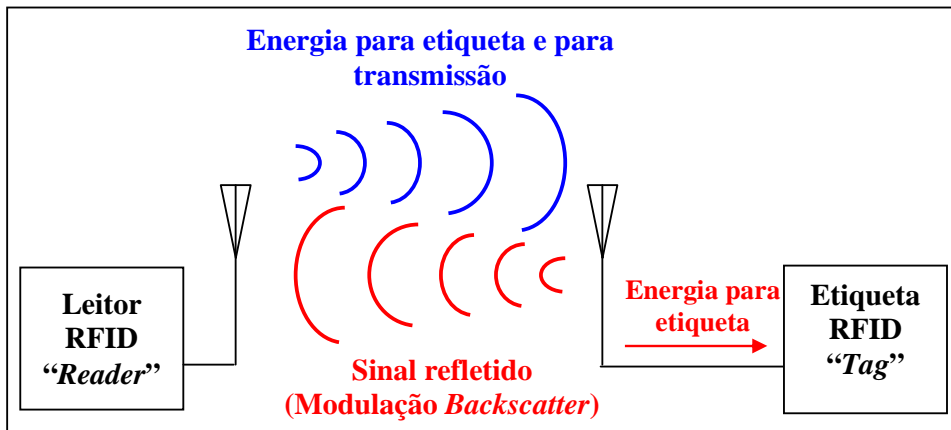 Energia para etiqueta e para
transmissão
Leitor
RFID
“Reader”
Energia para
etiqueta
Etiqueta
RFID
“Tag”
Sinal refletido
(Modulação Backscatter)